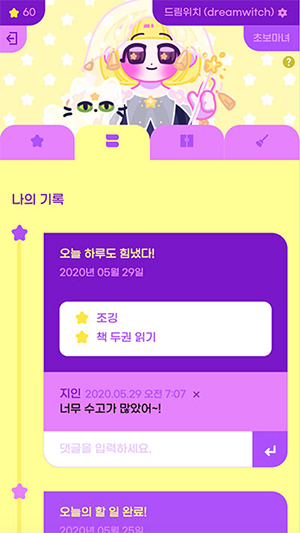 60
드림위치 (dreamwitch)
초보마녀
?
나의 기록
오늘 하루도 힘냈다!
2020년 05월 29일
조깅
책 두권 읽기
지인 2020.05.29 오전 7:07 ×
너무 수고가 많았어~!
댓글을 입력하세요.
오늘의 할 일 완료!
2020년 05월 25일